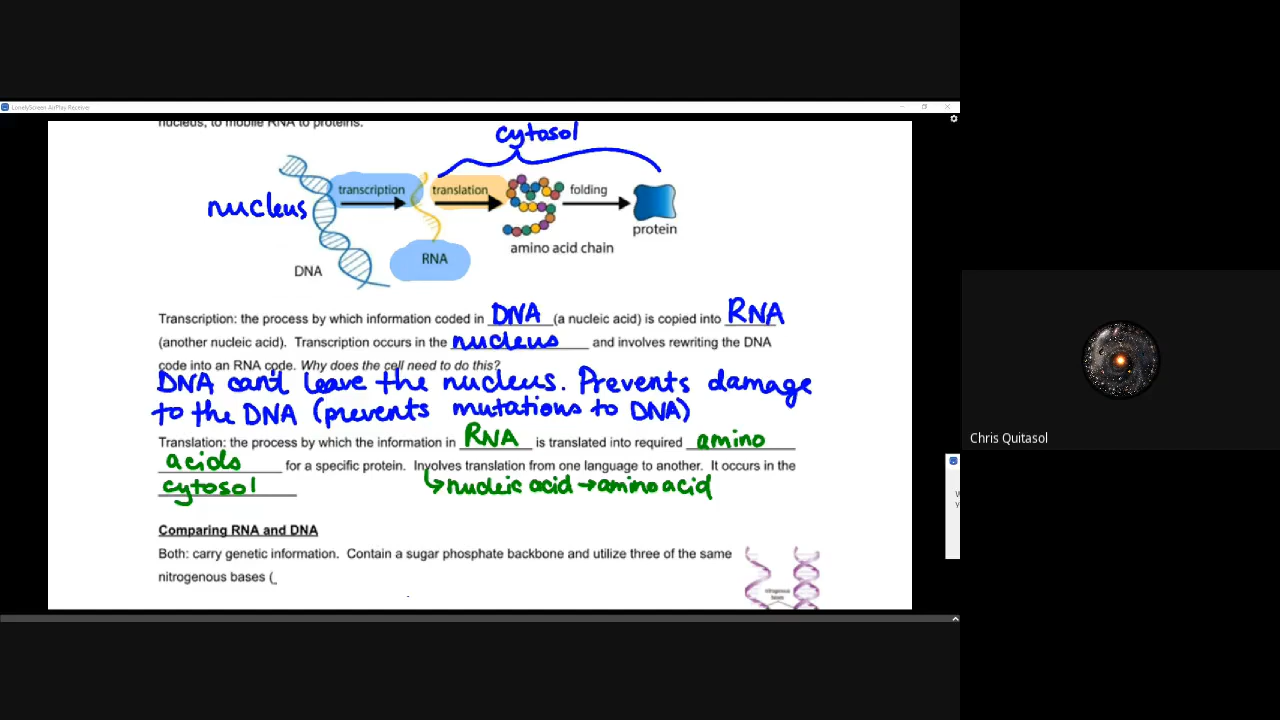 LonelyScreen AirPlay Receiver
nucleus, to mobile RNA to proteins.
cytosol
transcription
translation
folding
nucleus
protein
amino acid chain
RNA
DNA
Transcription: the process by which information coded in DNA (a nucleic acid) is copied into RNA
(another nucleic acid). Transcription occurs in the nucleus and involves rewriting the DNA
code into an RNA code. Why does the cell need to do this?
DNA can't leave the nucleus. Prevents damage
to the DNA (prevents mutations to DNA)
Translation: the process by which the information in RNA is translated into required amino
acids for a specific protein. Involves translation from one language to another. It occurs in the
cytosol
↳nucleic acid → amino acid
Comparing RNA and DNA
Both: carry genetic information. Contain a sugar phosphate backbone and utilize three of the same
nitrogenous bases (_
nitrogenous
bases
Chris Quitasol